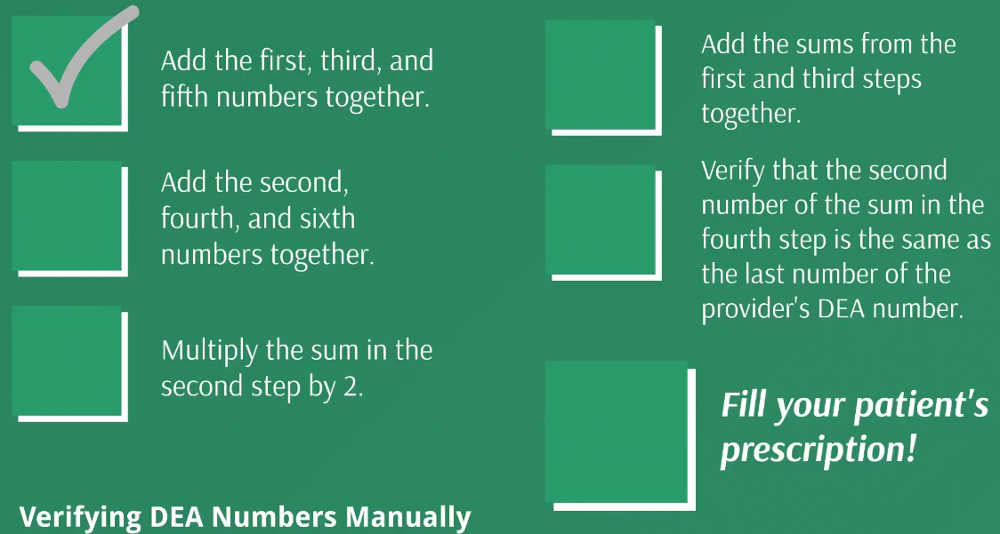 Add the first, third, and
fifth numbers together.
Add the second,
fourth, and sixth
numbers together.
Multiply the sum in the
second step by 2.
Add the sums from the
first and third steps
together.
Verify that the second
number of the sum in the
fourth step is the same as
the last number of the
provider's DEA number.
Fill your patient's
prescription!
Verifying DEA Numbers Manually